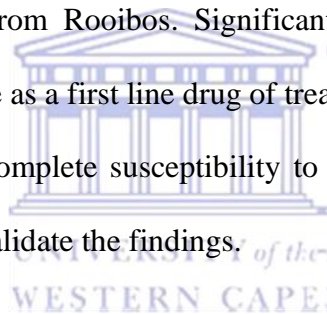 from Rooibos. Significant
as a first line drug of trea
omplete susceptibility to
alidate the findings.
UNIVERSITY of the
WESTERN CAPE